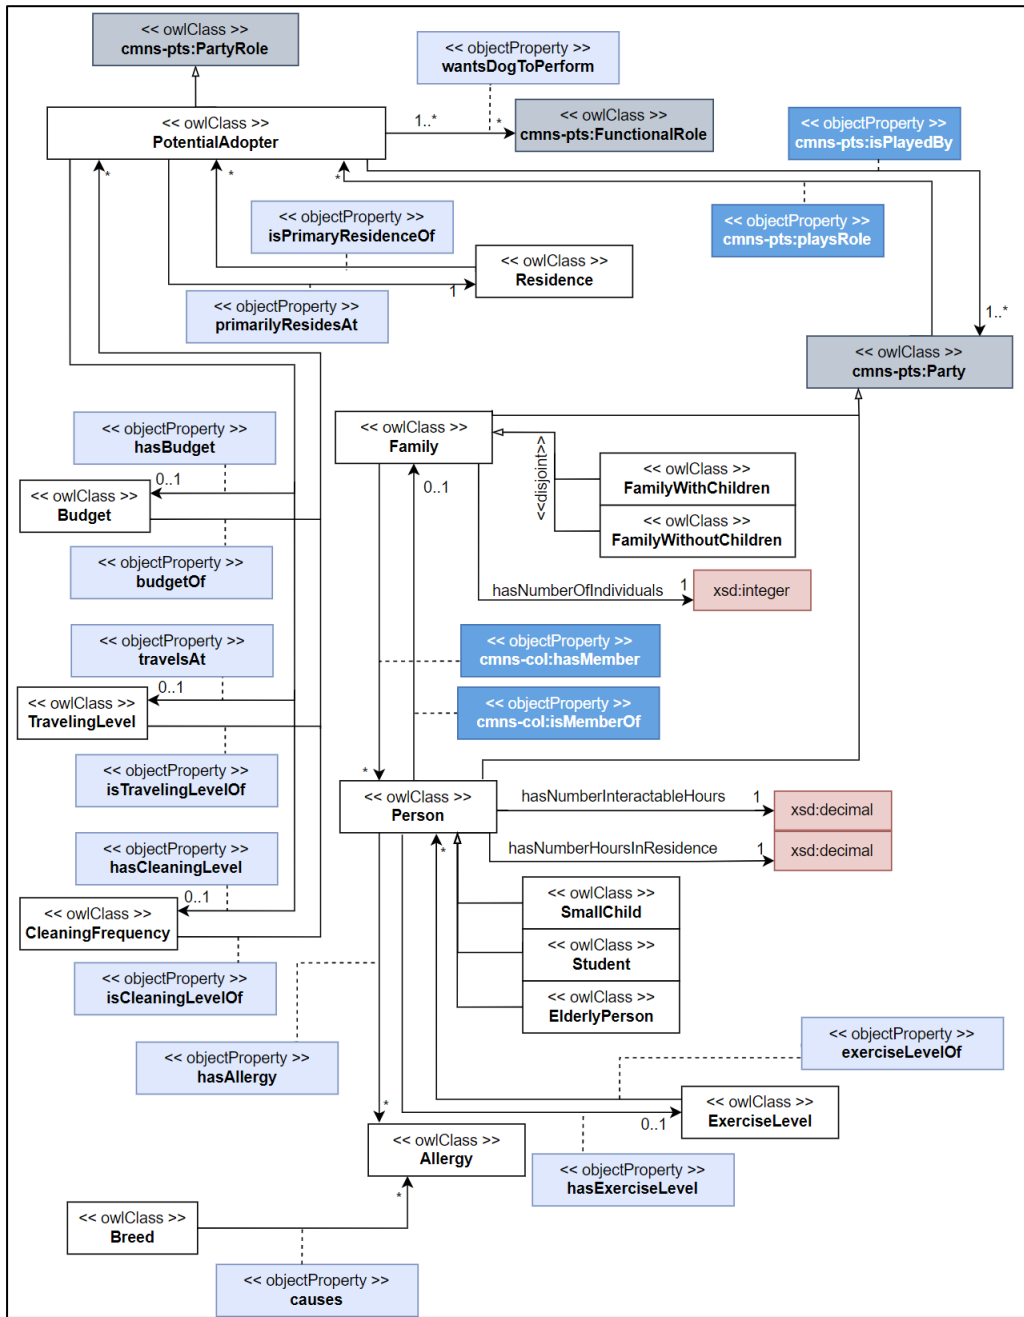 << owlClass >>
cmns-pts:PartyRole
<< objectProperty >>
wantsDogToPerform
<< owlClass >>
PotentialAdopter
1..*
*
<< owlClass >>
cmns-pts:FunctionalRole
<< objectProperty >>
cmns-pts:isPlayedBy
*
*
*
<< objectProperty >>
isPrimaryResidenceOf
<< objectProperty >>
cmns-pts:playsRole
<< owlClass >>
Residence
1
<< objectProperty >>
primarilyResidesAt
1..*
<< owlClass >>
cmns-pts:Party
<< objectProperty >>
hasBudget
<< owlClass >>
Family
<<disjoint>>
<< owlClass >>
FamilyWithChildren
<< owlClass >>
FamilyWithoutChildren
0..1
0..1
<< owlClass >>
Budget
<< objectProperty >>
budgetOf
hasNumberOfIndividuals
1
xsd:integer
<< objectProperty >>
travelsAt
<< objectProperty >>
cmns-col:hasMember
0..1
<< owlClass >>
TravelingLevel
<< objectProperty >>
cmns-col:isMemberOf
<< objectProperty >>
isTravelingLevelOf
*
<< owlClass >>
Person
hasNumberInteractableHours
1
xsd:decimal
hasNumberHoursInResidence
1
xsd:decimal
*
<< objectProperty >>
hasCleaningLevel
0..1
<< owlClass >>
CleaningFrequency
<< owlClass >>
SmallChild
<< owlClass >>
Student
<< owlClass >>
ElderlyPerson
<< objectProperty >>
isCleaningLevelOf
<< objectProperty >>
hasAllergy
<< objectProperty >>
exerciseLevelOf
*
0..1
<< owlClass >>
ExerciseLevel
<< owlClass >>
Allergy
<< objectProperty >>
hasExerciseLevel
*
<< owlClass >>
Breed
<< objectProperty >>
causes